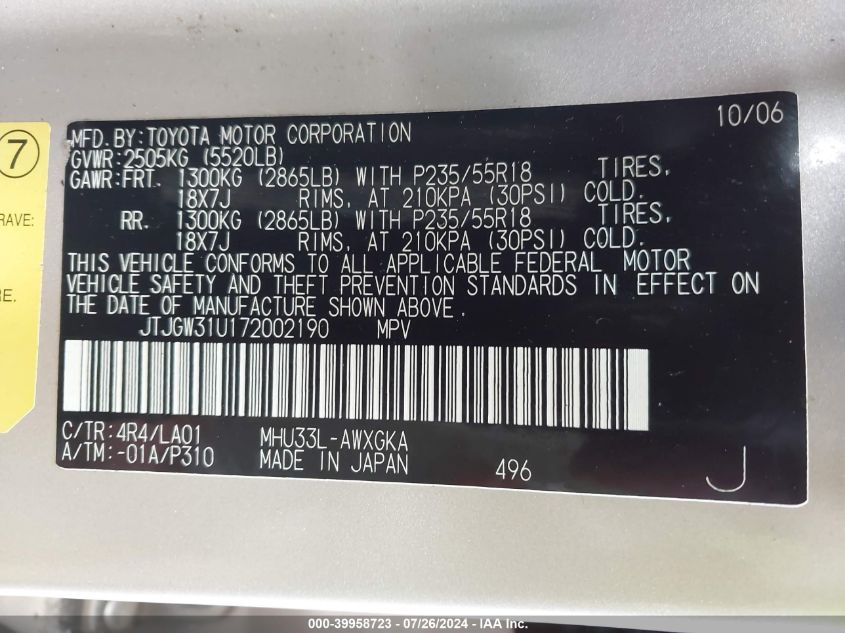 7
RAVE:
RE.
10/06
MFD.BY:TOYOTA MOTOR CORPORATION
GVWR:2505KG (5520LB)
GAWR:FRT. 1300KG (2865LB) WITH P235/55R18 TIRES,
18X7J RIMS, AT 210KPA (30PSI) COLD.
RR. 1300KG (2865LB) WITH P235/55R18 TIRES,
18X7J RIMS, AT 210KPA (30PSI) COLD.
THIS VEHICLE CONFORMS TO ALL APPLICABLE FEDERAL MOTOR
VEHICLE SAFETY AND THEFT PREVENTION STANDARDS IN EFFECT ON
THE DATE OF MANUFACTURE SHOWN ABOVE.
JTJGW31U172002190 MPV
C/TR:4R4/LA01 MHU33L-AWXGKA
A/TM:-01A/P310 MADE IN JAPAN 496 J
000-39958723 - 07/26/2024 - IAA Inc.